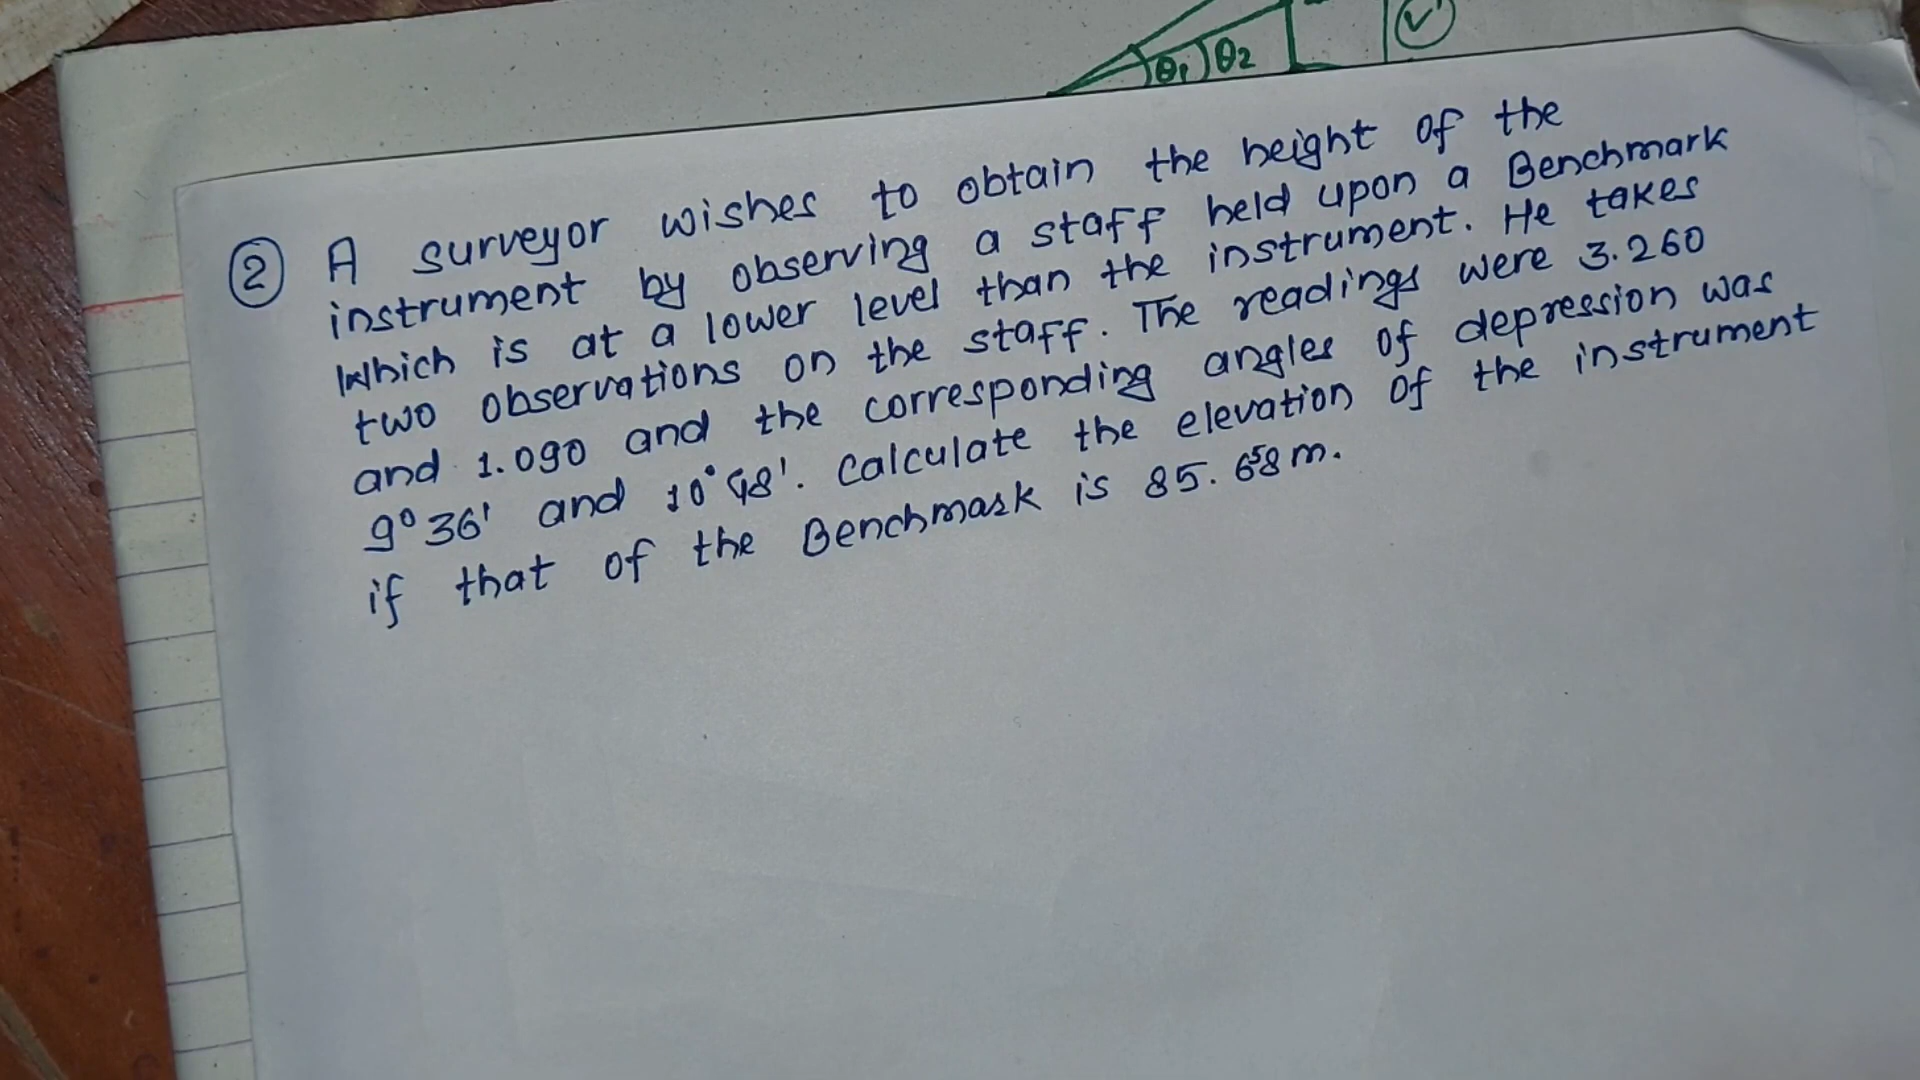 θ1 θ2 V
② A surveyor wishes to obtain the height of the
instrument by observing a staff held upon a Benchmark
Which is at a lower level than the instrument. He takes
two observations on the staff. The readings were 3.260
and 1.090 and the corresponding angles of depression was
9° 36' and 10° 48'. Calculate the elevation of the instrument
if that of the Benchmark is 85.658 m.